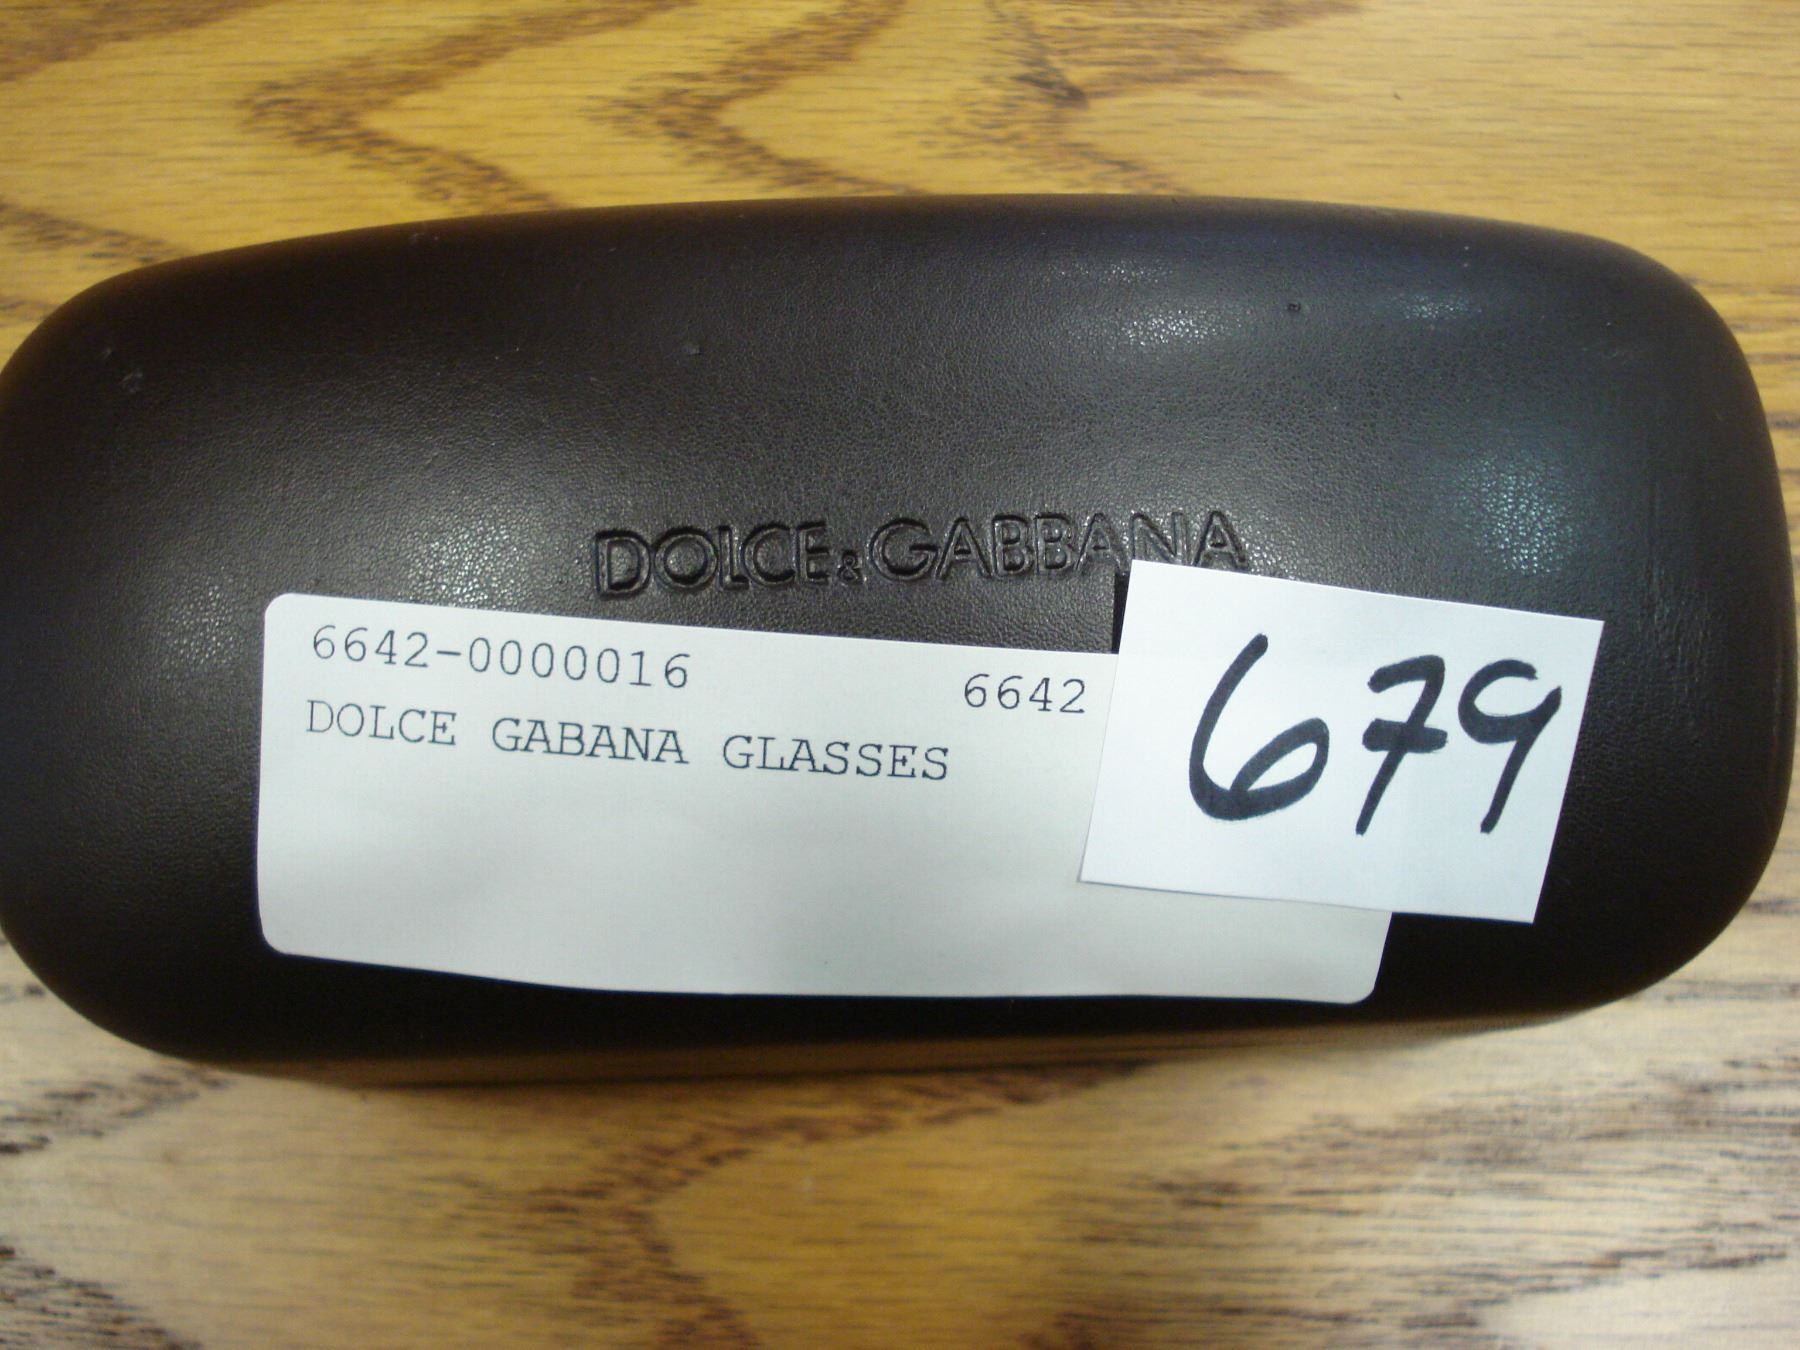 DOLCE&GABBANA
6642-0000016 6642
DOLCE GABANA GLASSES
679